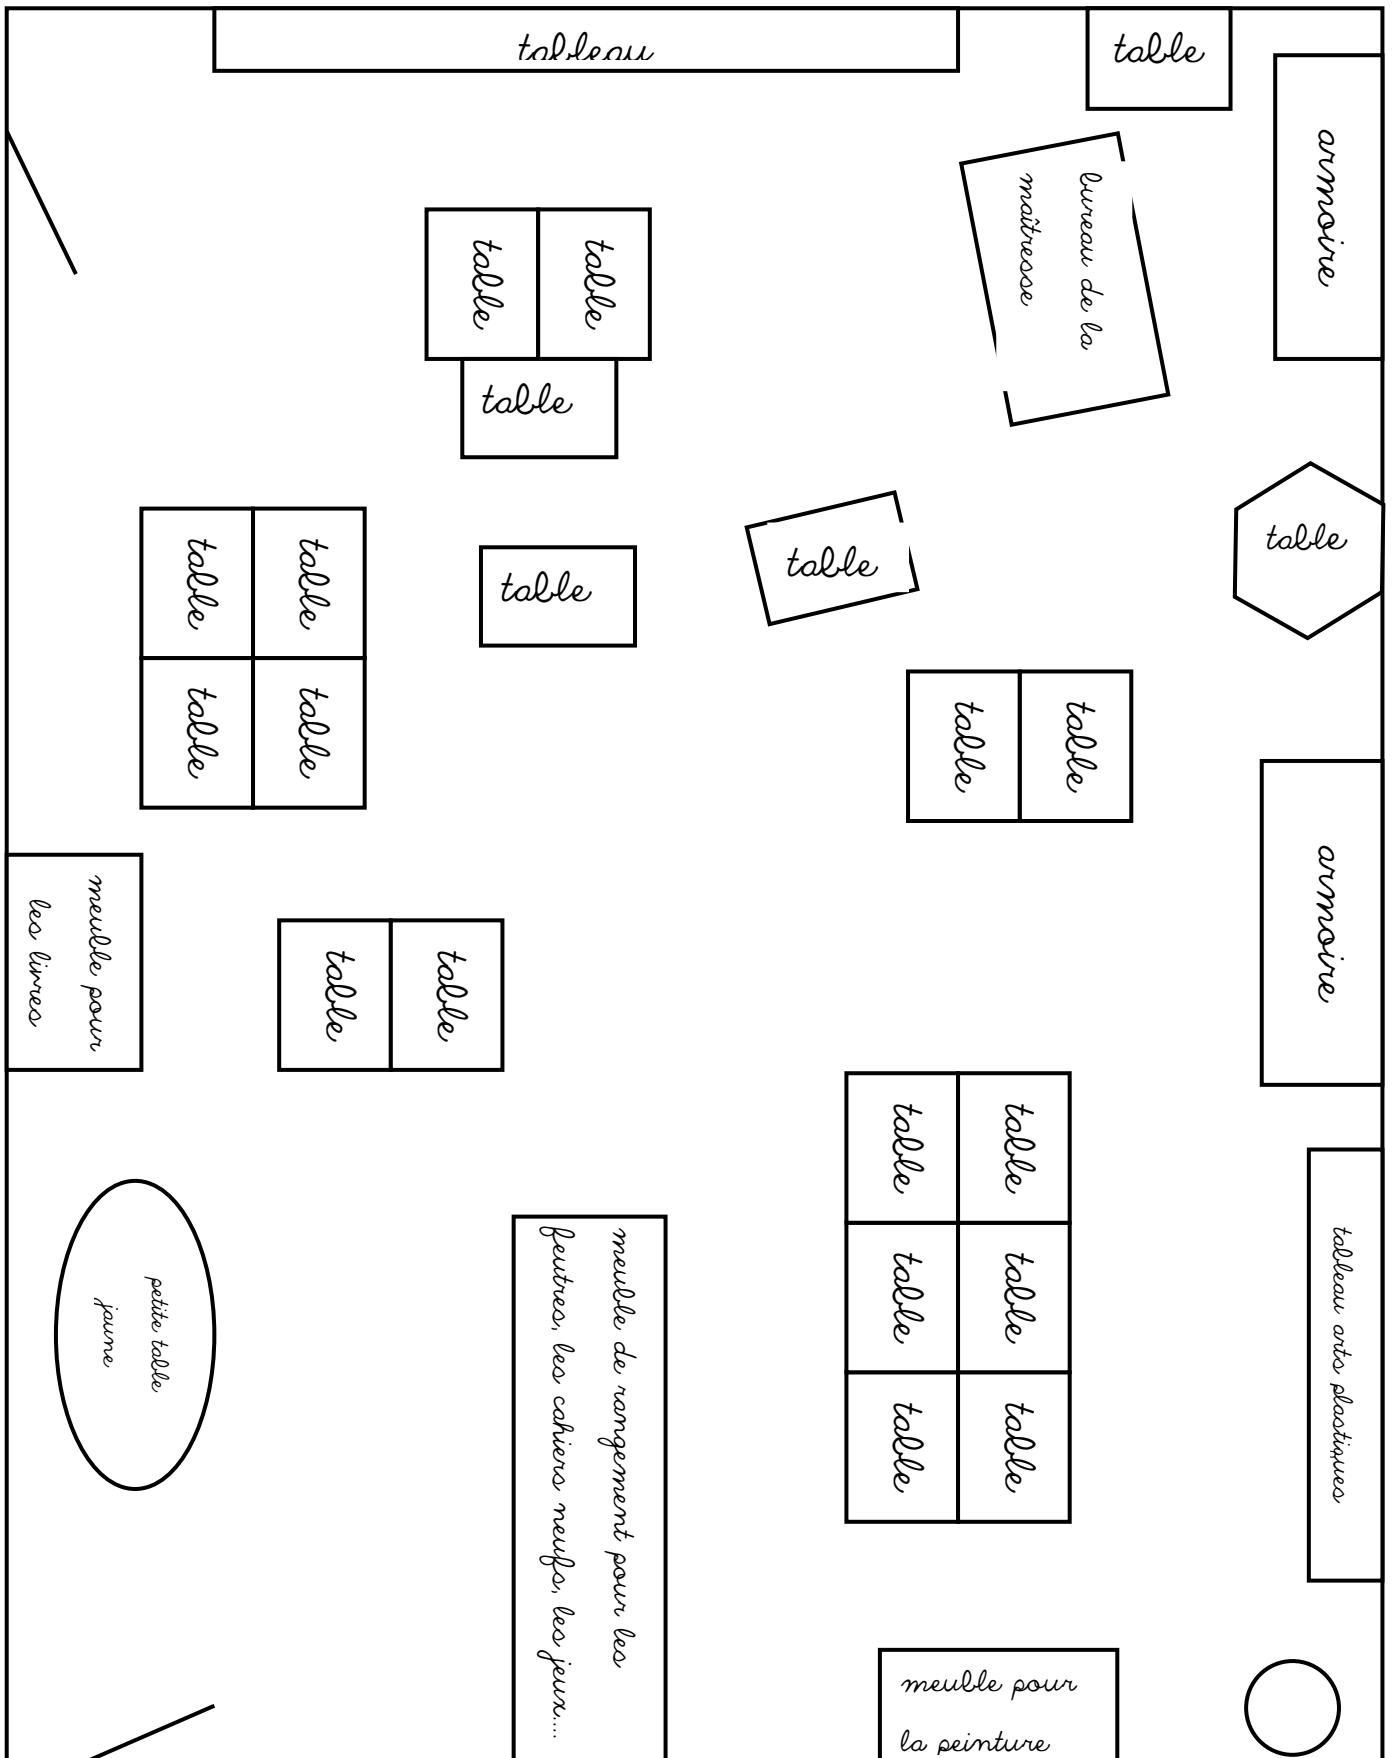 tableau
table
armoire
bureau de la
maîtresse
table
table
table
table
table
table
table
table
table
table
table
table
table
armoire
meuble pour
les livres
table
table
table
table
table
table
table
table
tableau arts plastiques
petite table
jaune
meuble de rangement pour les
feutres, les cahiers neufs, les jeux....
meuble pour
la peinture